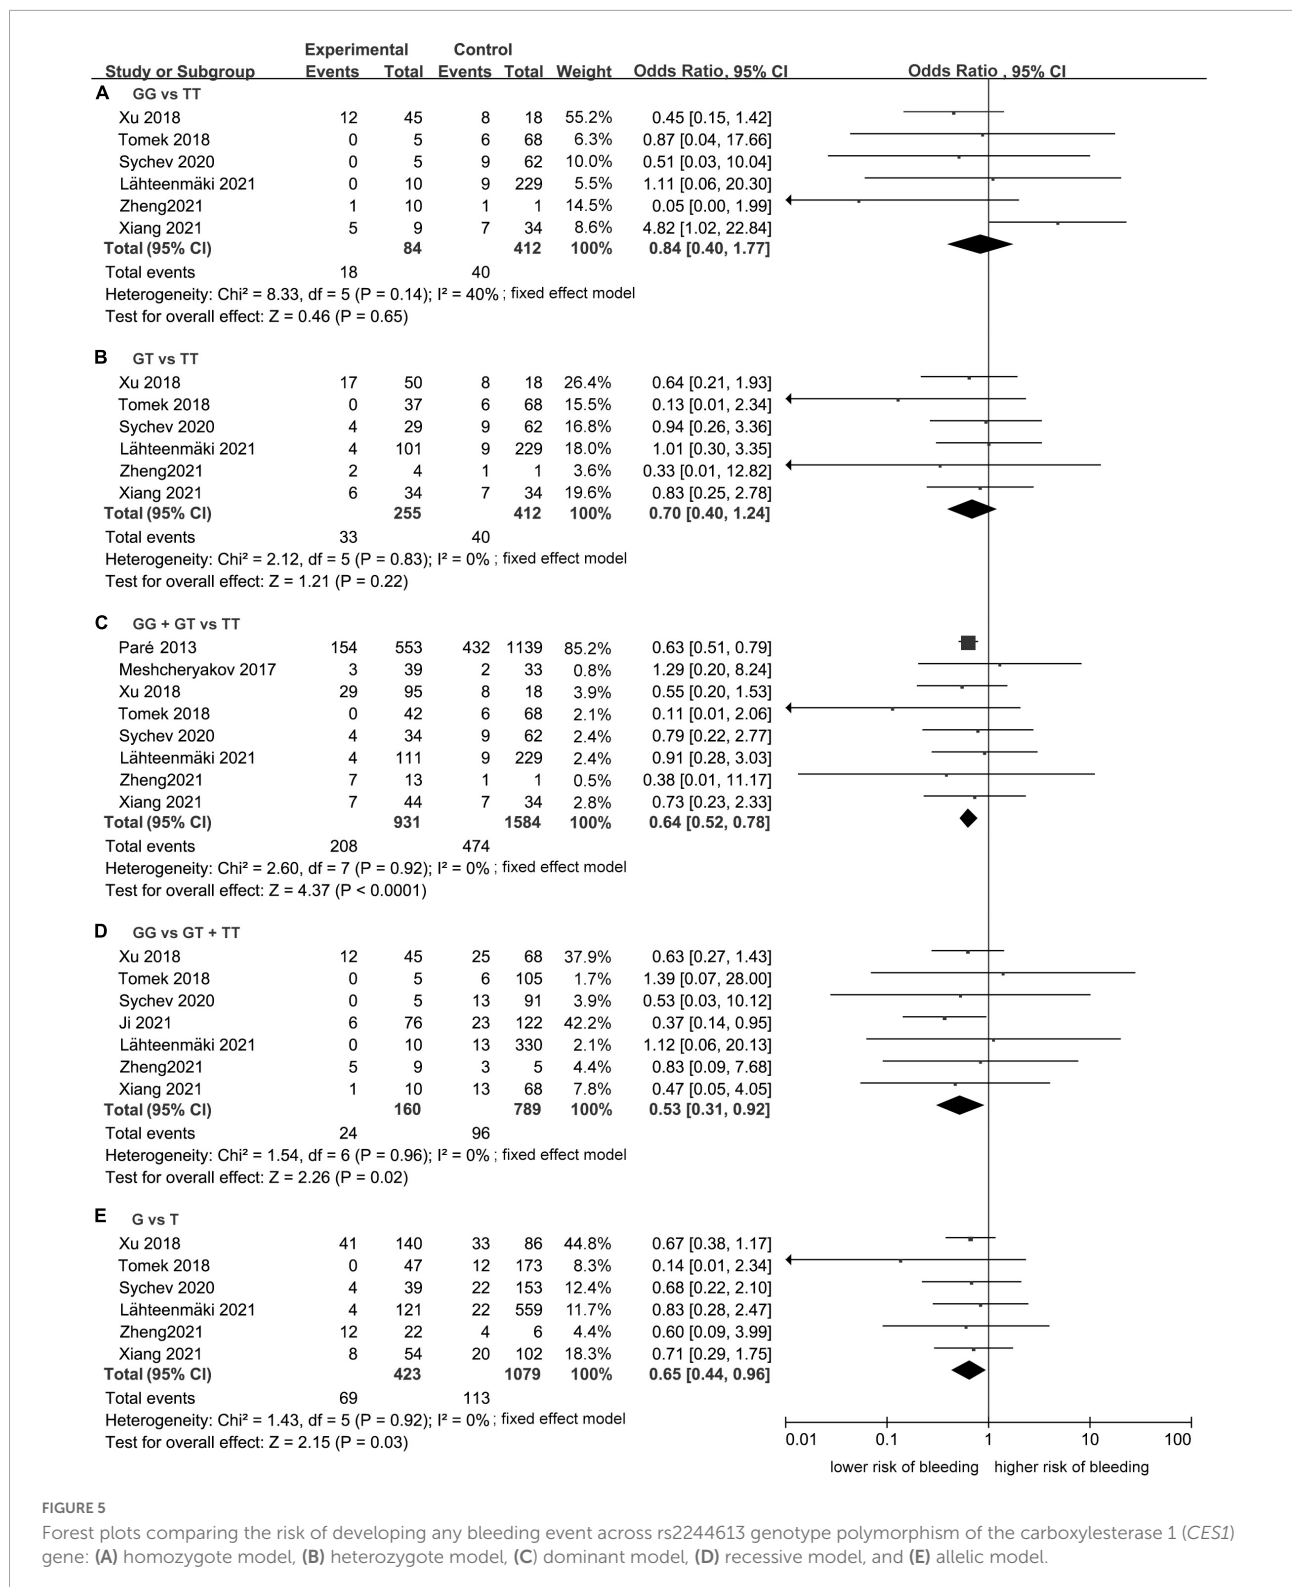 Experimental Control
Study or Subgroup Events Total Events Total Weight Odds Ratio, 95% CI Odds Ratio , 95% CI
A GG vs TT
Xu 2018 12 45 8 18 55.2% 0.45 [0.15, 1.42]
Tomek 2018 0 5 6 68 6.3% 0.87 [0.04, 17.66]
Sychev 2020 0 5 9 62 10.0% 0.51 [0.03, 10.04]
Lähteenmäki 2021 0 10 9 229 5.5% 1.11 [0.06, 20.30]
Zheng2021 1 10 1 1 14.5% 0.05 [0.00, 1.99]
Xiang 2021 5 9 7 34 8.6% 4.82 [1.02, 22.84]
Total (95% CI) 84 412 100% 0.84 [0.40, 1.77]
Total events 18 40
Heterogeneity: Chi² = 8.33, df = 5 (P = 0.14); I² = 40% ; fixed effect model
Test for overall effect: Z = 0.46 (P = 0.65)
B GT vs TT
Xu 2018 17 50 8 18 26.4% 0.64 [0.21, 1.93]
Tomek 2018 0 37 6 68 15.5% 0.13 [0.01, 2.34]
Sychev 2020 4 29 9 62 16.8% 0.94 [0.26, 3.36]
Lähteenmäki 2021 4 101 9 229 18.0% 1.01 [0.30, 3.35]
Zheng2021 2 4 1 1 3.6% 0.33 [0.01, 12.82]
Xiang 2021 6 34 7 34 19.6% 0.83 [0.25, 2.78]
Total (95% CI) 255 412 100% 0.70 [0.40, 1.24]
Total events 33 40
Heterogeneity: Chi² = 2.12, df = 5 (P = 0.83); I² = 0% ; fixed effect model
Test for overall effect: Z = 1.21 (P = 0.22)
C GG + GT vs TT
Paré 2013 154 553 432 1139 85.2% 0.63 [0.51, 0.79]
Meshcheryakov 2017 3 39 2 33 0.8% 1.29 [0.20, 8.24]
Xu 2018 29 95 8 18 3.9% 0.55 [0.20, 1.53]
Tomek 2018 0 42 6 68 2.1% 0.11 [0.01, 2.06]
Sychev 2020 4 34 9 62 2.4% 0.79 [0.22, 2.77]
Lähteenmäki 2021 4 111 9 229 2.4% 0.91 [0.28, 3.03]
Zheng2021 7 13 1 1 0.5% 0.38 [0.01, 11.17]
Xiang 2021 7 44 7 34 2.8% 0.73 [0.23, 2.33]
Total (95% CI) 931 1584 100% 0.64 [0.52, 0.78]
Total events 208 474
Heterogeneity: Chi² = 2.60, df = 7 (P = 0.92); I² = 0% ; fixed effect model
Test for overall effect: Z = 4.37 (P < 0.0001)
D GG vs GT + TT
Xu 2018 12 45 25 68 37.9% 0.63 [0.27, 1.43]
Tomek 2018 0 5 6 105 1.7% 1.39 [0.07, 28.00]
Sychev 2020 0 5 13 91 3.9% 0.53 [0.03, 10.12]
Ji 2021 6 76 23 122 42.2% 0.37 [0.14, 0.95]
Lähteenmäki 2021 0 10 13 330 2.1% 1.12 [0.06, 20.13]
Zheng2021 5 9 3 5 4.4% 0.83 [0.09, 7.68]
Xiang 2021 1 10 13 68 7.8% 0.47 [0.05, 4.05]
Total (95% CI) 160 789 100% 0.53 [0.31, 0.92]
Total events 24 96
Heterogeneity: Chi² = 1.54, df = 6 (P = 0.96); I² = 0% ; fixed effect model
Test for overall effect: Z = 2.26 (P = 0.02)
E G vs T
Xu 2018 41 140 33 86 44.8% 0.67 [0.38, 1.17]
Tomek 2018 0 47 12 173 8.3% 0.14 [0.01, 2.34]
Sychev 2020 4 39 22 153 12.4% 0.68 [0.22, 2.10]
Lähteenmäki 2021 4 121 22 559 11.7% 0.83 [0.28, 2.47]
Zheng2021 12 22 4 6 4.4% 0.60 [0.09, 3.99]
Xiang 2021 8 54 20 102 18.3% 0.71 [0.29, 1.75]
Total (95% CI) 423 1079 100% 0.65 [0.44, 0.96]
Total events 69 113
Heterogeneity: Chi² = 1.43, df = 5 (P = 0.92); I² = 0% ; fixed effect model
Test for overall effect: Z = 2.15 (P = 0.03)
0.01 0.1 1 10 100
lower risk of bleeding higher risk of bleeding
FIGURE 5
Forest plots comparing the risk of developing any bleeding event across rs2244613 genotype polymorphism of the carboxylesterase 1 (CES1)
gene: (A) homozygote model, (B) heterozygote model, (C) dominant model, (D) recessive model, and (E) allelic model.